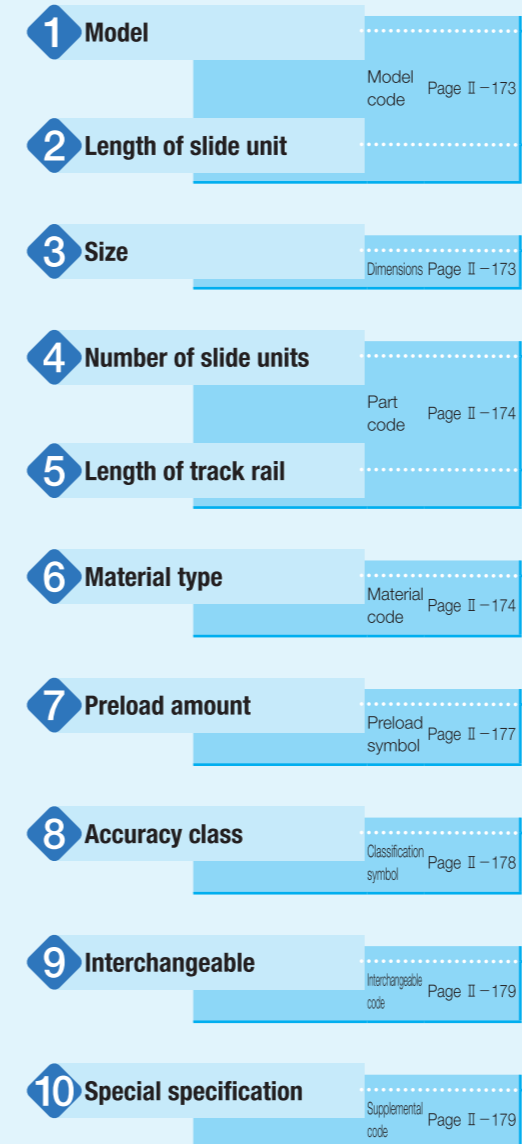 1 Model
Model
code
Page Ⅱ−173
2 Length of slide unit
3 Size
Dimensions Page Ⅱ−173
4 Number of slide units
Part
code
Page Ⅱ−174
5 Length of track rail
6 Material type
Material
code
Page Ⅱ−174
7 Preload amount
Preload
symbol
Page Ⅱ−177
8 Accuracy class
Classification
symbol
Page Ⅱ−178
9 Interchangeable
Interchangeable
code
Page Ⅱ−179
10 Special specification
Supplemental
code
Page Ⅱ−179